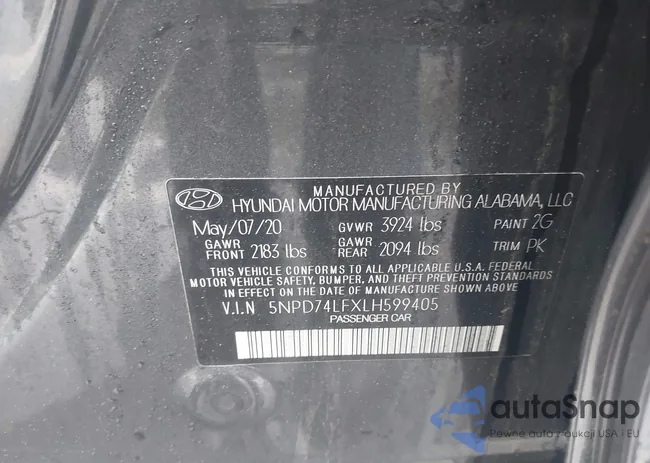 MANUFACTURED BY
HYUNDAI MOTOR MANUFACTURING ALABAMA, LLC
May/07/20 GVWR 3924 lbs PAINT 2G
GAWR FRONT 2183 lbs GAWR REAR 2094 lbs TRIM PK
THIS VEHICLE CONFORMS TO ALL APPLICABLE U.S.A. FEDERAL
MOTOR VEHICLE SAFETY, BUMPER, AND THEFT PREVENTION STANDARDS
IN EFFECT ON THE DATE OF MANUFACTURE SHOWN ABOVE.
V.I.N 5NPD74LFXLH599405
PASSENGER CAR
autaSnap
Pewne auto z aukcji USA i EU